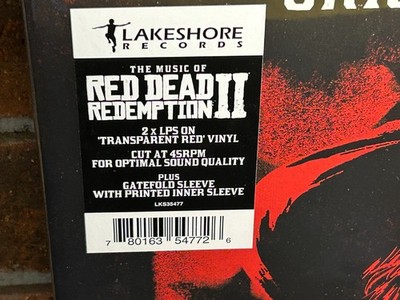 LAKESHORE
RECORDS
THE MUSIC OF
RED DEAD
REDEMPTION II
2 x LPS ON
'TRANSPARENT RED' VINYL
CUT AT 45RPM
FOR OPTIMAL SOUND QUALITY
PLUS
GATEFOLD SLEEVE
WITH PRINTED INNER SLEEVE
LKS35477
7 80163 54772 6